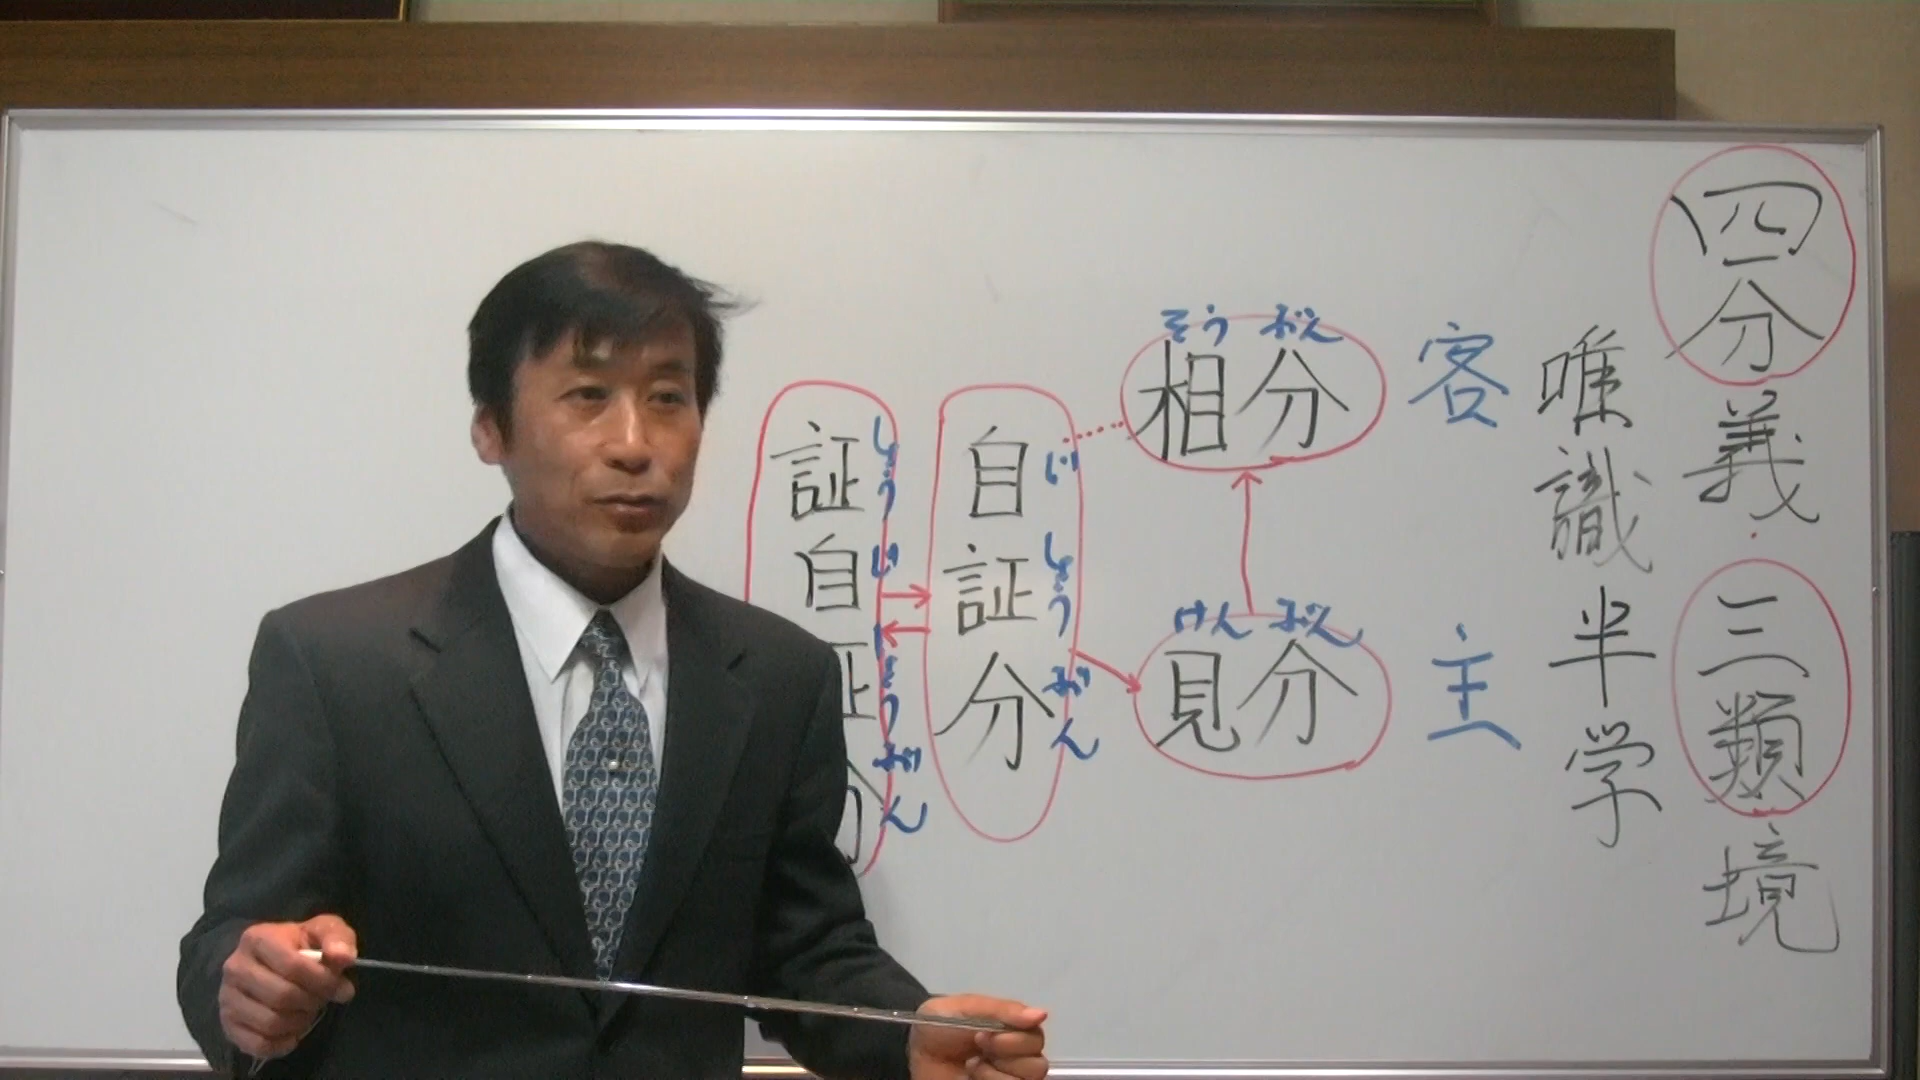 四分義・三類境
唯識半学
客
主
そうぶん
相分
けんぶん
見分
じしょうぶん
自証分
しょうじしょうぶん
証自証分